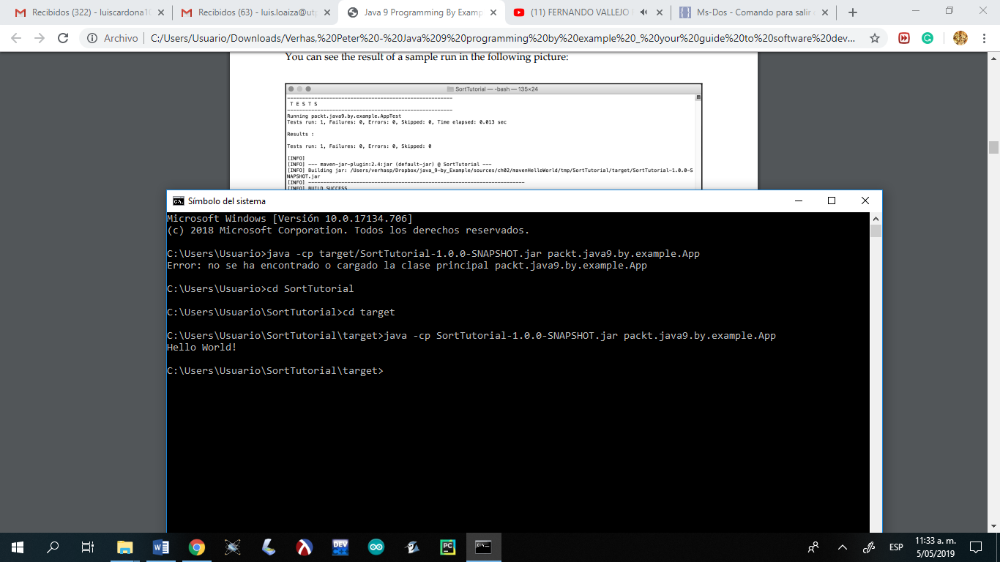 Recibidos (322) - luiscardona10
Recibidos (63) - luis.loaiza@utp
Java 9 Programming By Examp
(11) FERNANDO VALLEJO
Ms-Dos - Comando para salir
Archivo
C:/Users/Usuario/Downloads/Verhas,%20Peter%20-%20Java%209%20programming%20by%20example%20_%20your%20guide%20to%20software%20dev...
You can see the result of a sample run in the following picture:
SortTutorial — -bash — 135×24
-------------------------------------------------------
T E S T S
-------------------------------------------------------
Running packt.java9.by.example.AppTest
Tests run: 1, Failures: 0, Errors: 0, Skipped: 0, Time elapsed: 0.013 sec
Results :
Tests run: 1, Failures: 0, Errors: 0, Skipped: 0
[INFO]
[INFO] --- maven-jar-plugin:2.4:jar (default-jar) @ SortTutorial ---
[INFO] Building jar: /Users/verhasp/Dropbox/java_9-by_Example/sources/ch02/mavenHelloWorld/tmp/SortTutorial/target/SortTutorial-1.0.0-S
NAPSHOT.jar
[INFO] ------------------------------------------------------------------------
[INFO] BUILD SUCCESS
Símbolo del sistema
Microsoft Windows [Versión 10.0.17134.706]
(c) 2018 Microsoft Corporation. Todos los derechos reservados.
C:\Users\Usuario>java -cp target/SortTutorial-1.0.0-SNAPSHOT.jar packt.java9.by.example.App
Error: no se ha encontrado o cargado la clase principal packt.java9.by.example.App
C:\Users\Usuario>cd SortTutorial
C:\Users\Usuario\SortTutorial>cd target
C:\Users\Usuario\SortTutorial\target>java -cp SortTutorial-1.0.0-SNAPSHOT.jar packt.java9.by.example.App
Hello World!
C:\Users\Usuario\SortTutorial\target>
DEV
PC
ESP
11:33 a. m.
5/05/2019